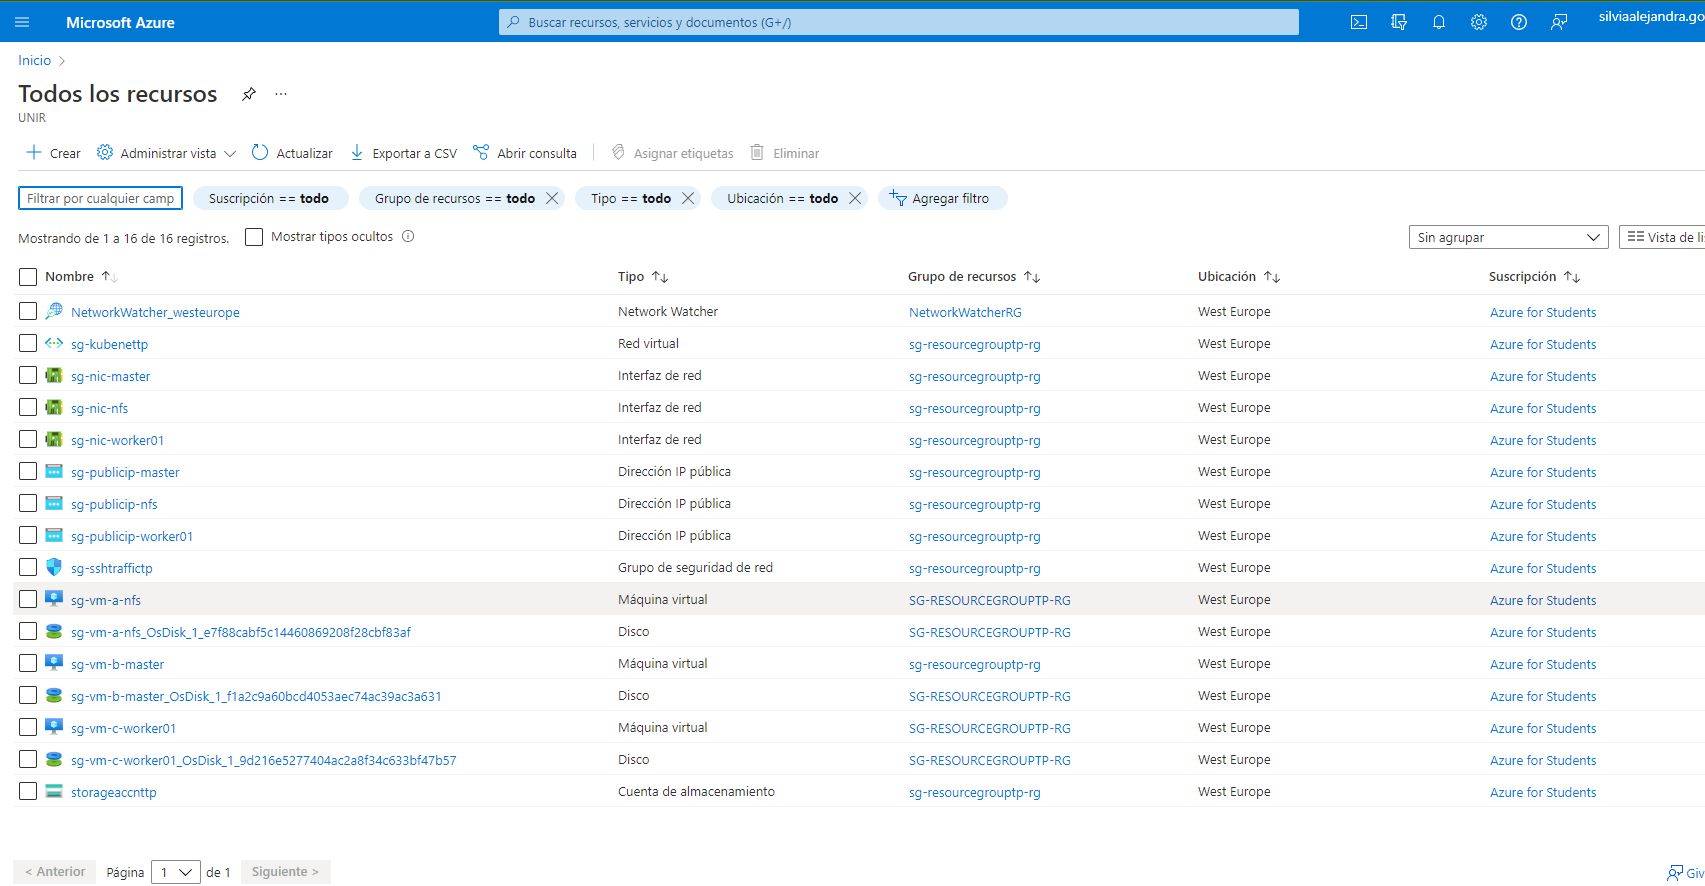 Microsoft Azure
Buscar recursos, servicios y documentos (G+/)
silviaalejandra.go
Inicio >
Todos los recursos ...
UNIR
+ Crear Administrar vista Actualizar Exportar a CSV Abrir consulta Asignar etiquetas Eliminar
Filtrar por cualquier camp Suscripción == todo Grupo de recursos == todo Tipo == todo Ubicación == todo Agregar filtro
Mostrando de 1 a 16 de 16 registros. Mostrar tipos ocultos Sin agrupar Vista de li
Nombre Tipo Grupo de recursos Ubicación Suscripción
NetworkWatcher_westeurope Network Watcher NetworkWatcherRG West Europe Azure for Students
sg-kubenettp Red virtual sg-resourcegrouptp-rg West Europe Azure for Students
sg-nic-master Interfaz de red sg-resourcegrouptp-rg West Europe Azure for Students
sg-nic-nfs Interfaz de red sg-resourcegrouptp-rg West Europe Azure for Students
sg-nic-worker01 Interfaz de red sg-resourcegrouptp-rg West Europe Azure for Students
sg-publicip-master Dirección IP pública sg-resourcegrouptp-rg West Europe Azure for Students
sg-publicip-nfs Dirección IP pública sg-resourcegrouptp-rg West Europe Azure for Students
sg-publicip-worker01 Dirección IP pública sg-resourcegrouptp-rg West Europe Azure for Students
sg-sshtraffictp Grupo de seguridad de red sg-resourcegrouptp-rg West Europe Azure for Students
sg-vm-a-nfs Máquina virtual SG-RESOURCEGROUPTP-RG West Europe Azure for Students
sg-vm-a-nfs_OsDisk_1_e7f88cabf5c14460869208f28cbf83af Disco SG-RESOURCEGROUPTP-RG West Europe Azure for Students
sg-vm-b-master Máquina virtual sg-resourcegrouptp-rg West Europe Azure for Students
sg-vm-b-master_OsDisk_1_f1a2c9a60bcd4053aec74ac39ac3a631 Disco SG-RESOURCEGROUPTP-RG West Europe Azure for Students
sg-vm-c-worker01 Máquina virtual SG-RESOURCEGROUPTP-RG West Europe Azure for Students
sg-vm-c-worker01_OsDisk_1_9d216e5277404ac2a8f34c633bf47b57 Disco SG-RESOURCEGROUPTP-RG West Europe Azure for Students
storageaccnttp Cuenta de almacenamiento sg-resourcegrouptp-rg West Europe Azure for Students
< Anterior Página 1 de 1 Siguiente > Giv